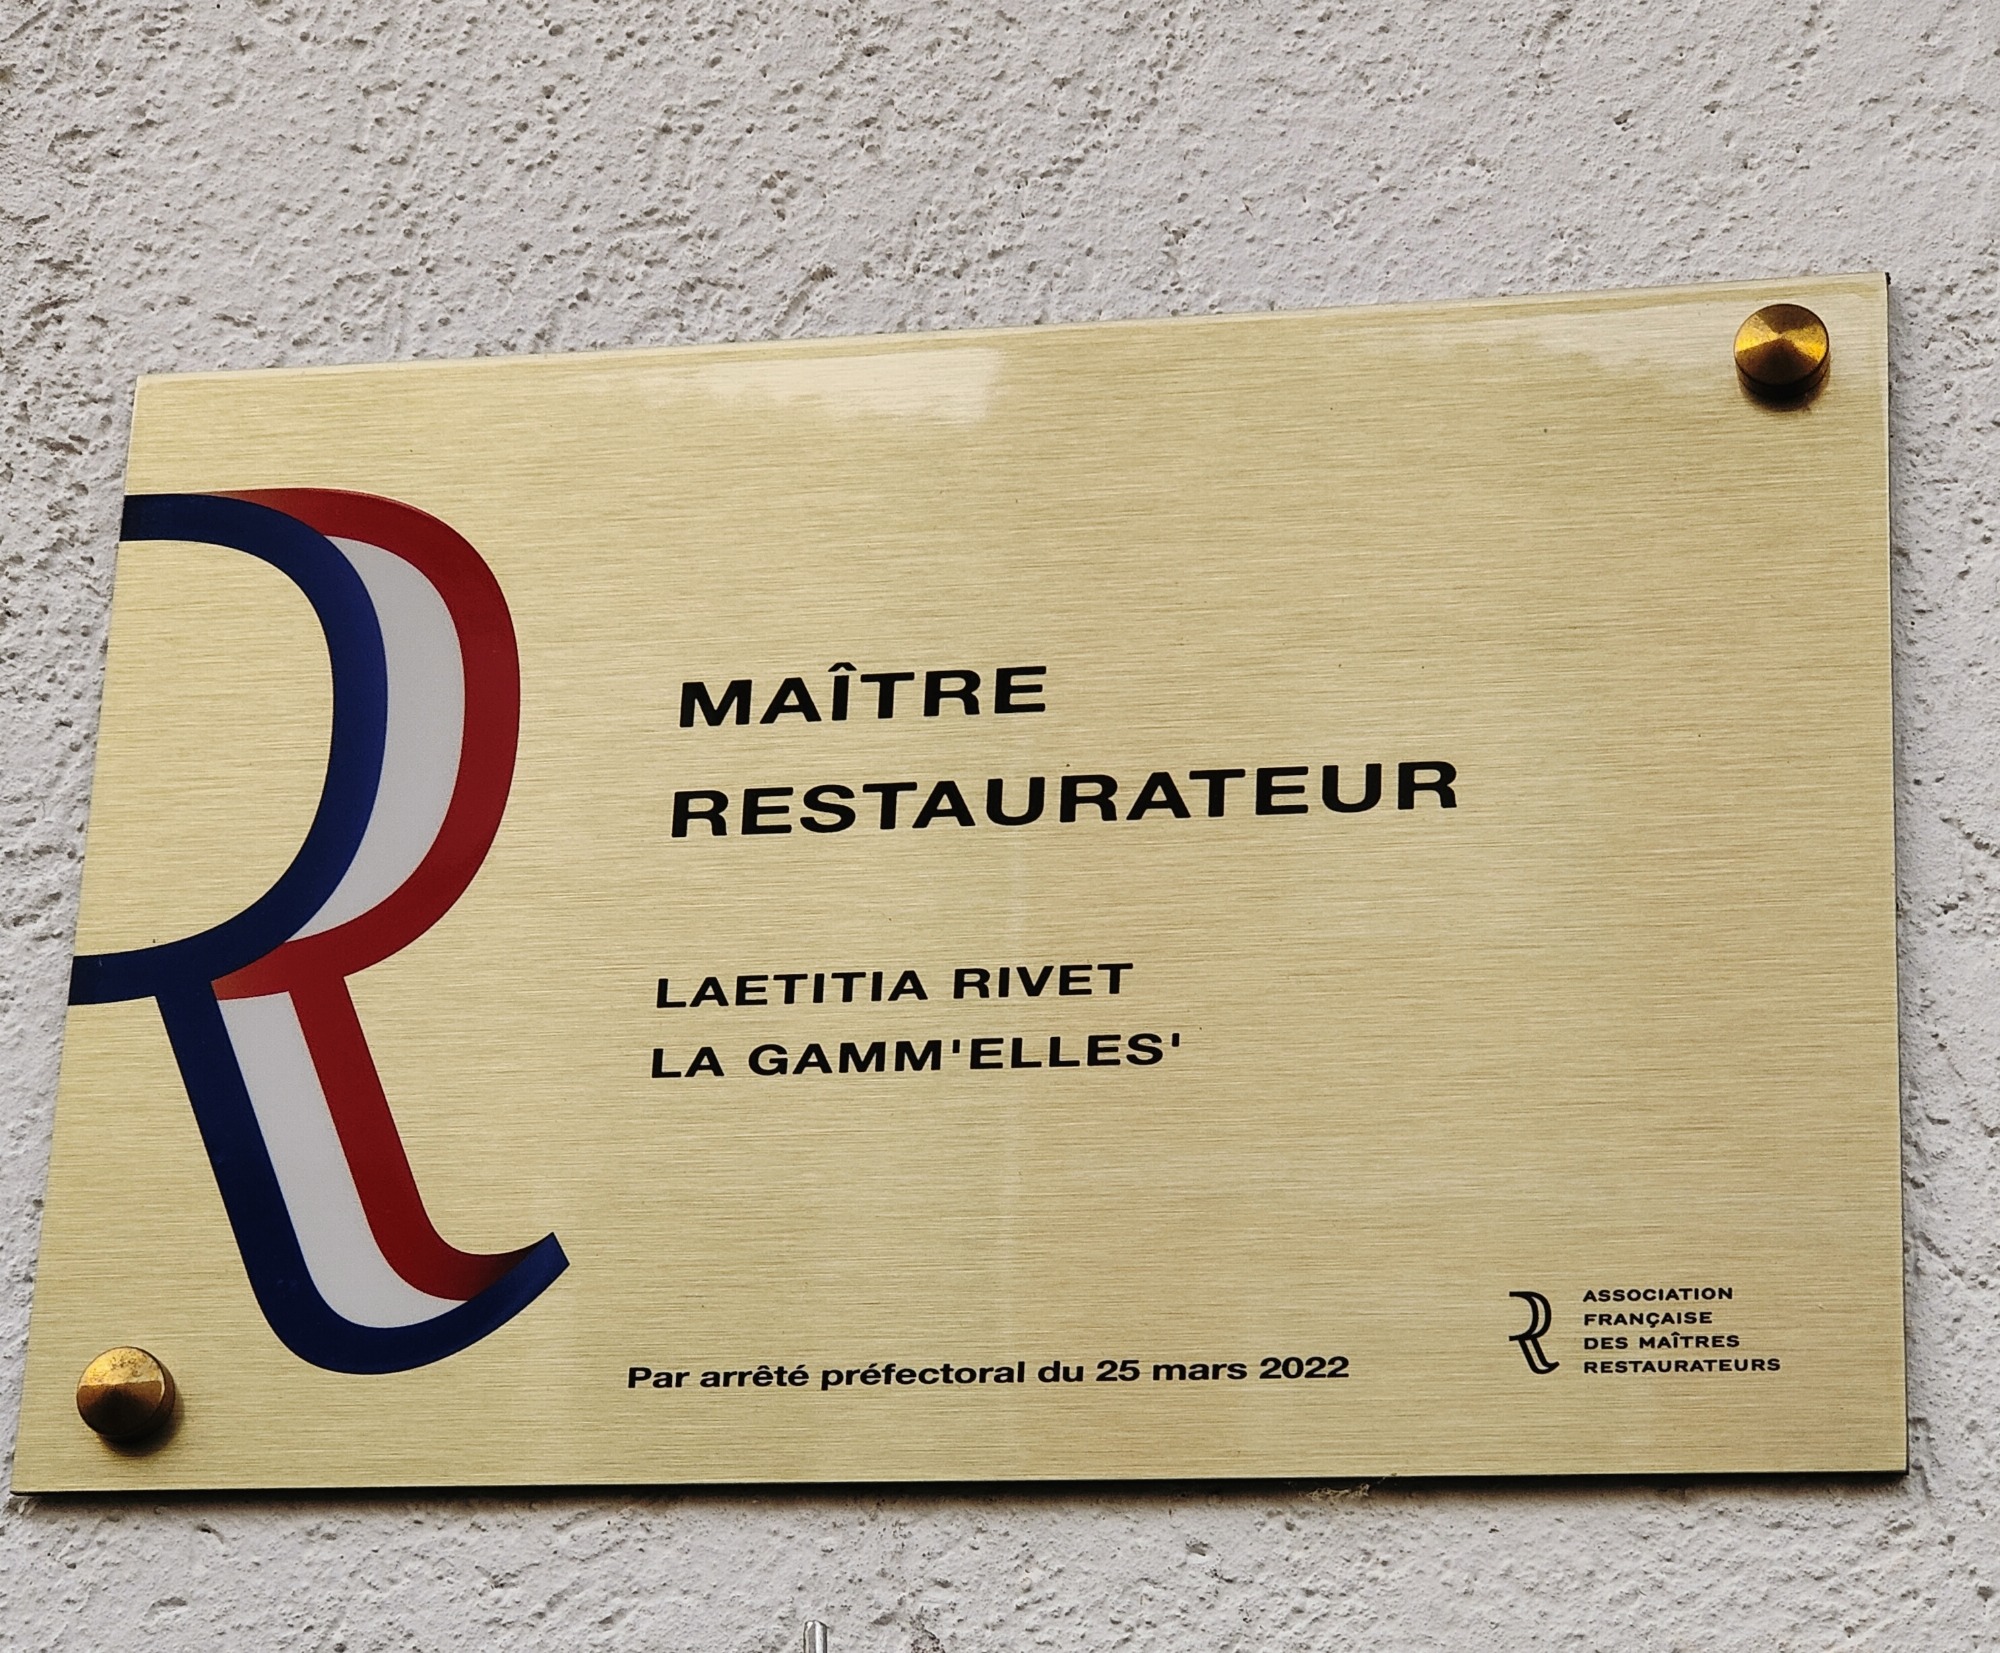 MAÎTRE
RESTAURATEUR
LAETITIA RIVET
LA GAMM'ELLES'
Par arrêté préfectoral du 25 mars 2022
ASSOCIATION
FRANÇAISE
DES MAÎTRES
RESTAURATEURS